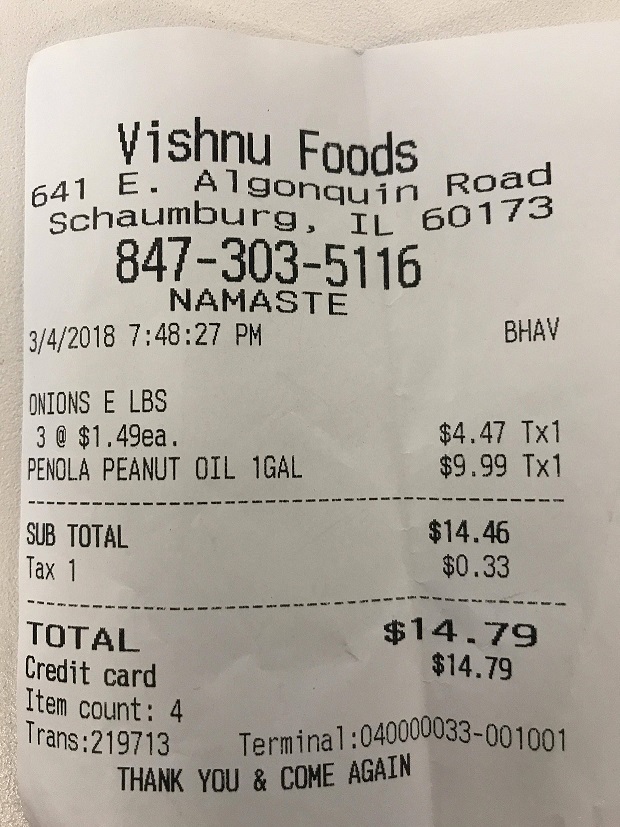 Vishnu Foods
641 E. Algonquin Road
Schaumburg, IL 60173
847-303-5116
NAMASTE
3/4/2018 7:48:27 PM BHAV
ONIONS E LBS
3 @ $1.49ea. $4.47 Tx1
PENOLA PEANUT OIL 1GAL $9.99 Tx1
SUB TOTAL $14.46
Tax 1 $0.33
TOTAL $14.79
Credit card $14.79
Item count: 4
Trans:219713 Terminal:040000033-001001
THANK YOU & COME AGAIN